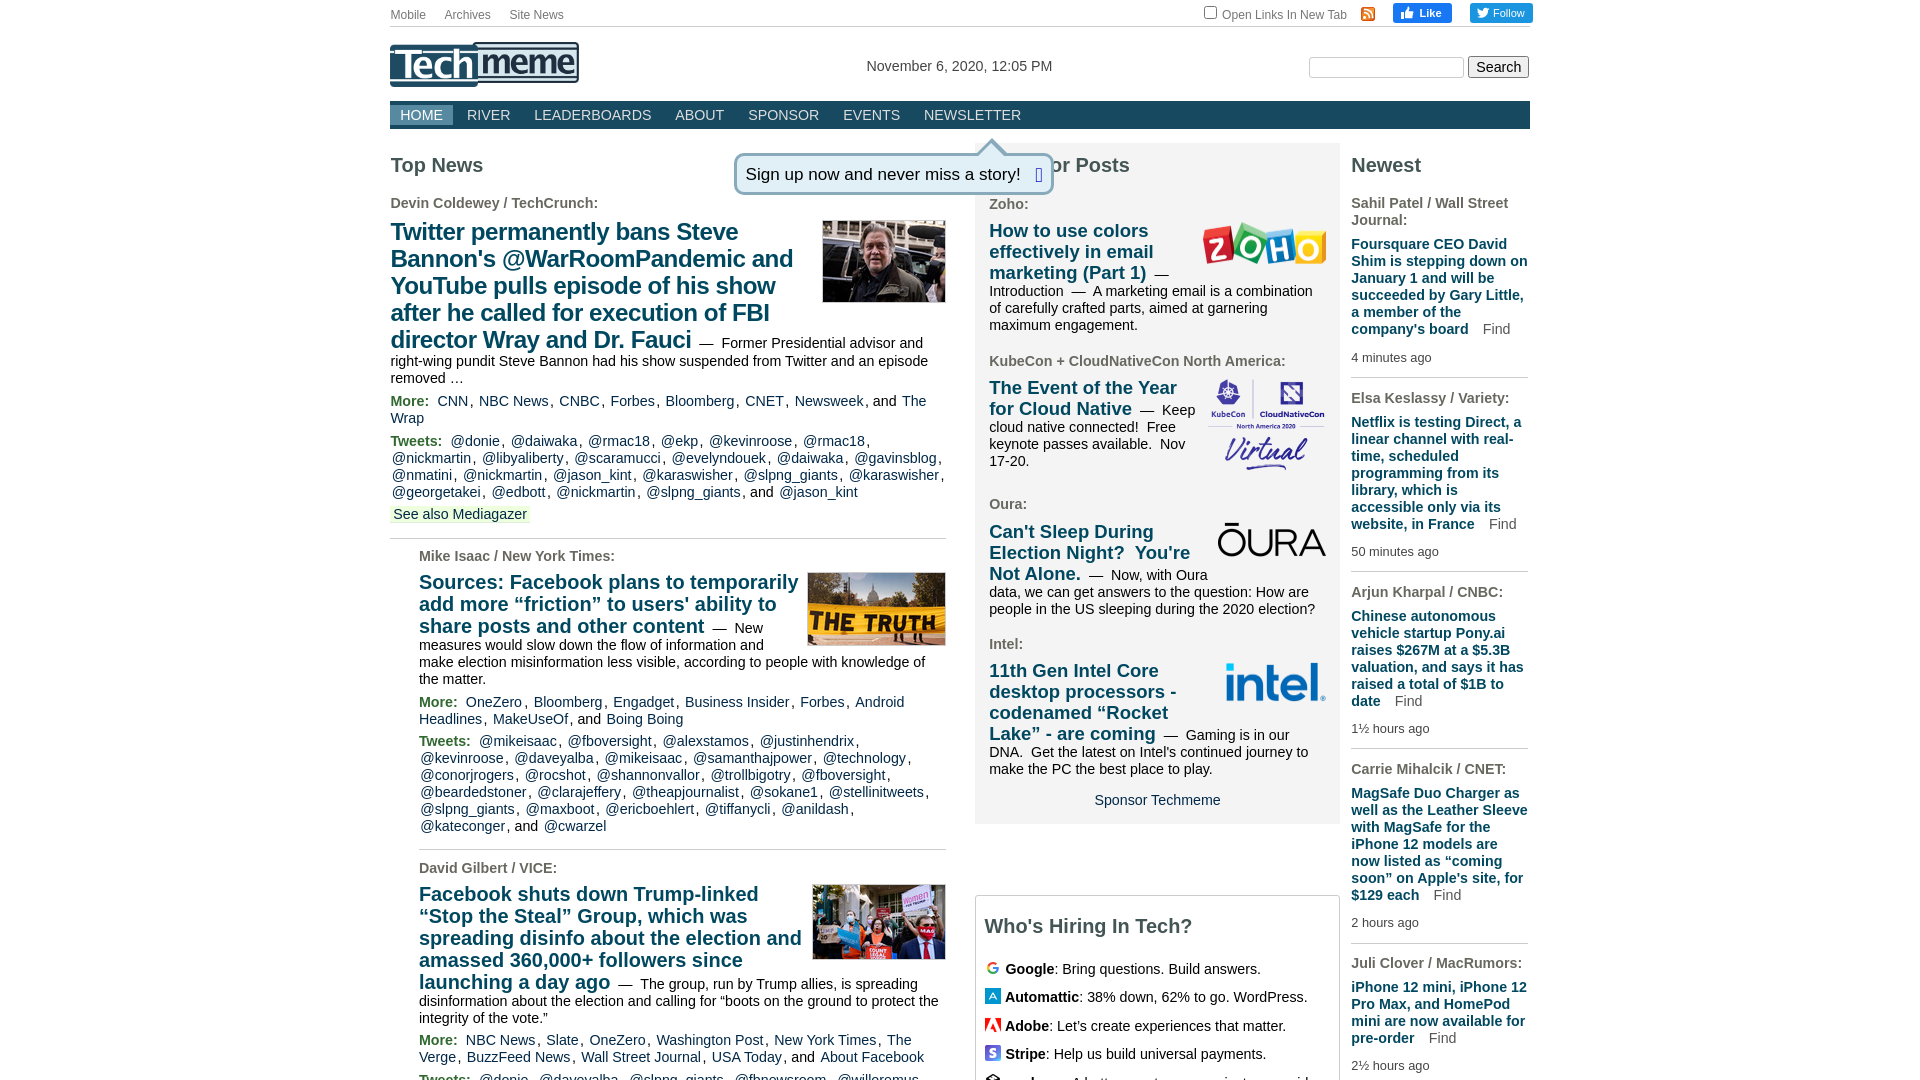 Mobile Archives Site News
Open Links In New Tab Like Follow
Techmeme
November 6, 2020, 12:05 PM
Search
HOME RIVER LEADERBOARDS ABOUT SPONSOR EVENTS NEWSLETTER
Sign up now and never miss a story!
Top News
Devin Coldewey / TechCrunch:
Twitter permanently bans Steve
Bannon's @WarRoomPandemic and
YouTube pulls episode of his show
after he called for execution of FBI
director Wray and Dr. Fauci — Former Presidential advisor and
right-wing pundit Steve Bannon had his show suspended from Twitter and an episode
removed …
More: CNN, NBC News, CNBC, Forbes, Bloomberg, CNET, Newsweek, and The
Wrap
Tweets: @donie, @daiwaka, @rmac18, @ekp, @kevinroose, @rmac18,
@nickmartin, @libyaliberty, @scaramucci, @evelyndouek, @daiwaka, @gavinsblog,
@nmatini, @nickmartin, @jason_kint, @karaswisher, @slpng_giants, @karaswisher,
@georgetakei, @edbott, @nickmartin, @slpng_giants, and @jason_kint
See also Mediagazer
Mike Isaac / New York Times:
Sources: Facebook plans to temporarily
add more “friction” to users' ability to
share posts and other content — New
measures would slow down the flow of information and
make election misinformation less visible, according to people with knowledge of
the matter.
THE TRUTH
More: OneZero, Bloomberg, Engadget, Business Insider, Forbes, Android
Headlines, MakeUseOf, and Boing Boing
Tweets: @mikeisaac, @fboversight, @alexstamos, @justinhendrix,
@kevinroose, @daveyalba, @mikeisaac, @samanthajpower, @technology,
@conorjrogers, @rocshot, @shannonvallor, @trollbigotry, @fboversight,
@beardedstoner, @clarajeffery, @theapjournalist, @sokane1, @stellinitweets,
@slpng_giants, @maxboot, @ericboehlert, @tiffanycli, @anildash,
@kateconger, and @cwarzel
David Gilbert / VICE:
Facebook shuts down Trump-linked
“Stop the Steal” Group, which was
spreading disinfo about the election and
amassed 360,000+ followers since
launching a day ago — The group, run by Trump allies, is spreading
disinformation about the election and calling for “boots on the ground to protect the
integrity of the vote.”
More: NBC News, Slate, OneZero, Washington Post, New York Times, The
Verge, BuzzFeed News, Wall Street Journal, USA Today, and About Facebook
Tweets: @donie, @daveyalba, @slpng_giants, @fbnewsroom, @willoremus,
or Posts
Zoho:
How to use colors
effectively in email
marketing (Part 1) —
Introduction — A marketing email is a combination
of carefully crafted parts, aimed at garnering
maximum engagement.
ZOHO
KubeCon + CloudNativeCon North America:
The Event of the Year
for Cloud Native — Keep
cloud native connected! Free
keynote passes available. Nov
17-20.
KubeCon CloudNativeCon
North America 2020
Virtual
Oura:
Can't Sleep During
Election Night? You're
Not Alone. — Now, with Oura
data, we can get answers to the question: How are
people in the US sleeping during the 2020 election?
ŌURA
Intel:
11th Gen Intel Core
desktop processors -
codenamed “Rocket
Lake” - are coming — Gaming is in our
DNA. Get the latest on Intel's continued journey to
make the PC the best place to play.
intel
Sponsor Techmeme
Who's Hiring In Tech?
Google: Bring questions. Build answers.
Automattic: 38% down, 62% to go. WordPress.
Adobe: Let’s create experiences that matter.
Stripe: Help us build universal payments.
Newest
Sahil Patel / Wall Street
Journal:
Foursquare CEO David
Shim is stepping down on
January 1 and will be
succeeded by Gary Little,
a member of the
company's board Find
4 minutes ago
Elsa Keslassy / Variety:
Netflix is testing Direct, a
linear channel with real-
time, scheduled
programming from its
library, which is
accessible only via its
website, in France Find
50 minutes ago
Arjun Kharpal / CNBC:
Chinese autonomous
vehicle startup Pony.ai
raises $267M at a $5.3B
valuation, and says it has
raised a total of $1B to
date Find
1½ hours ago
Carrie Mihalcik / CNET:
MagSafe Duo Charger as
well as the Leather Sleeve
with MagSafe for the
iPhone 12 models are
now listed as “coming
soon” on Apple's site, for
$129 each Find
2 hours ago
Juli Clover / MacRumors:
iPhone 12 mini, iPhone 12
Pro Max, and HomePod
mini are now available for
pre-order Find
2½ hours ago